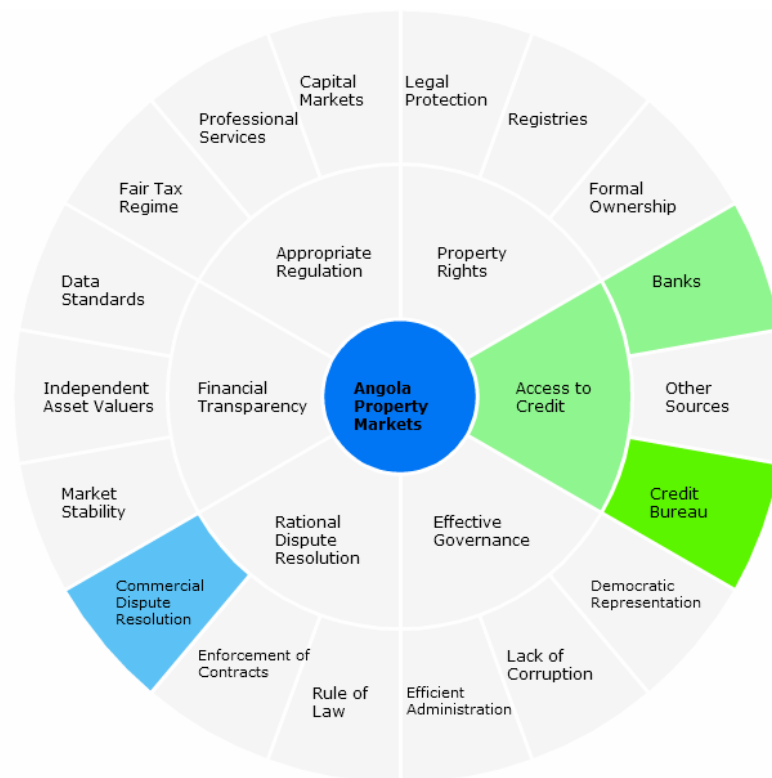 Capital
Markets
Legal
Protection
Professional
Services
Registries
Fair Tax
Regime
Formal
Ownership
Appropriate
Regulation
Property
Rights
Data
Standards
Banks
Independent
Asset Valuers
Financial
Transparency
Angola
Property
Markets
Access to
Credit
Other
Sources
Market
Stability
Credit
Bureau
Rational
Dispute
Resolution
Effective
Governance
Commercial
Dispute
Resolution
Democratic
Representation
Enforcement of
Contracts
Lack of
Corruption
Rule of
Law
Efficient
Administration